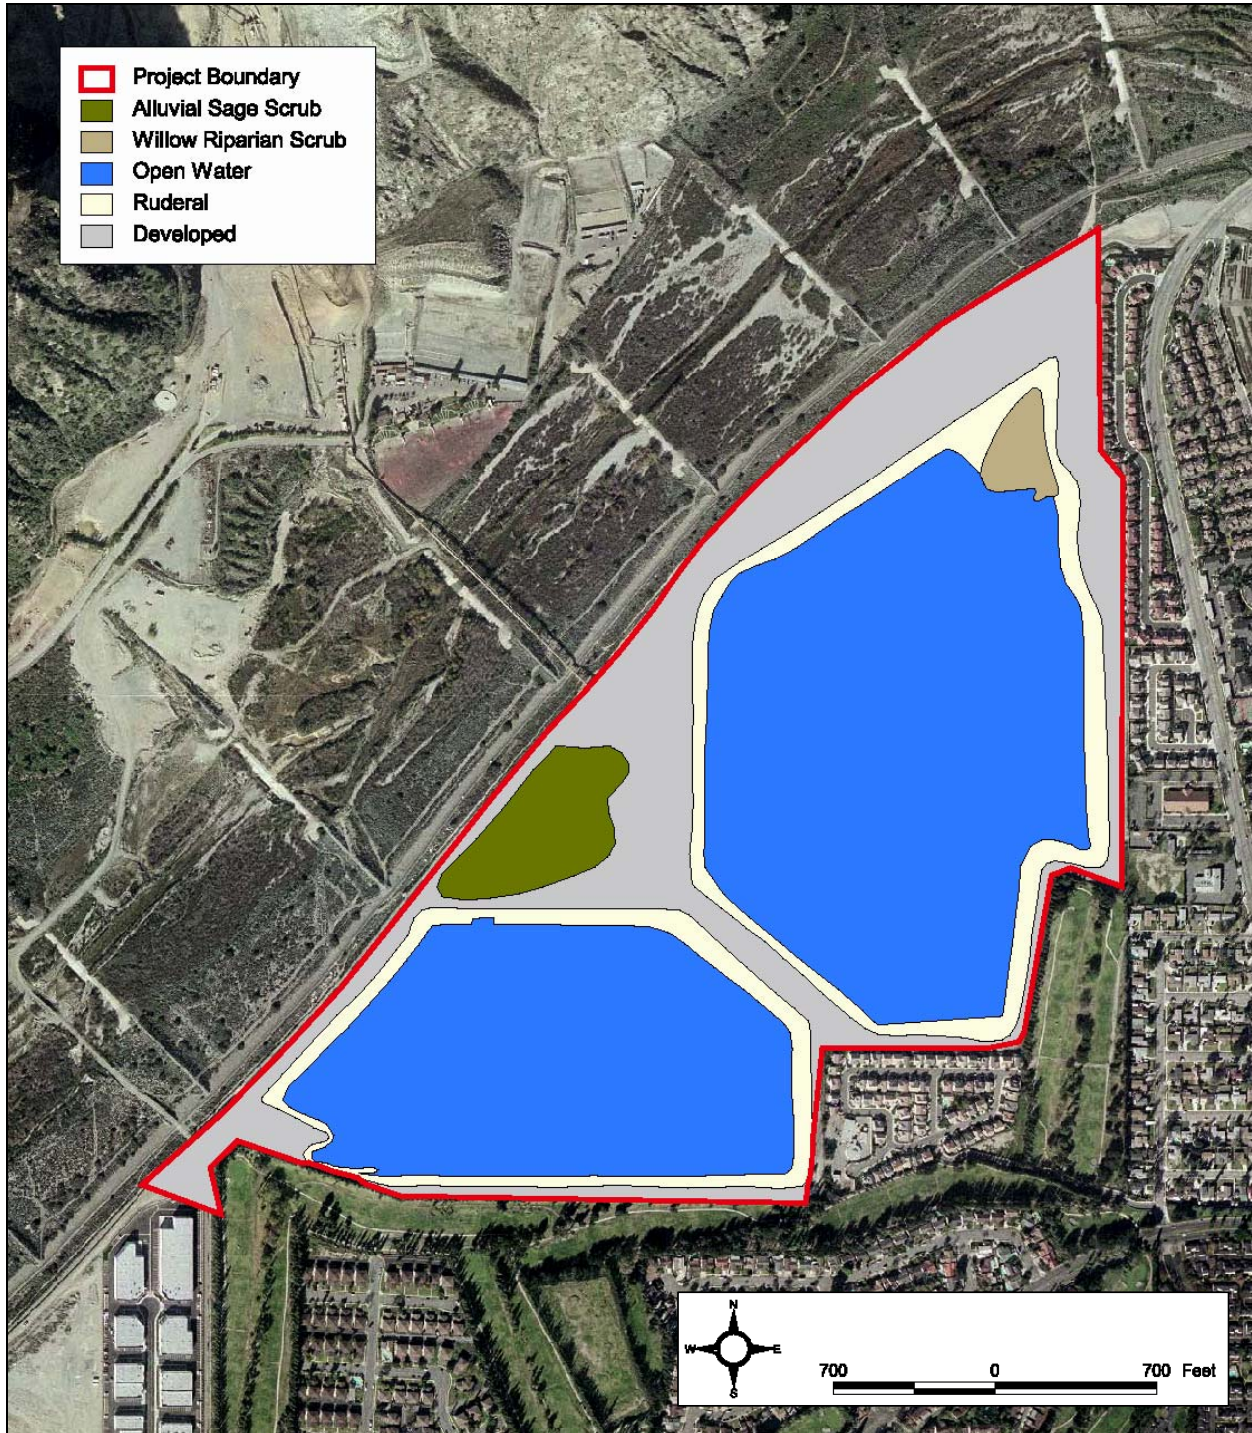 Project Boundary
Alluvial Sage Scrub
Willow Riparian Scrub
Open Water
Ruderal
Developed
N
W E
S
700 0 700 Feet